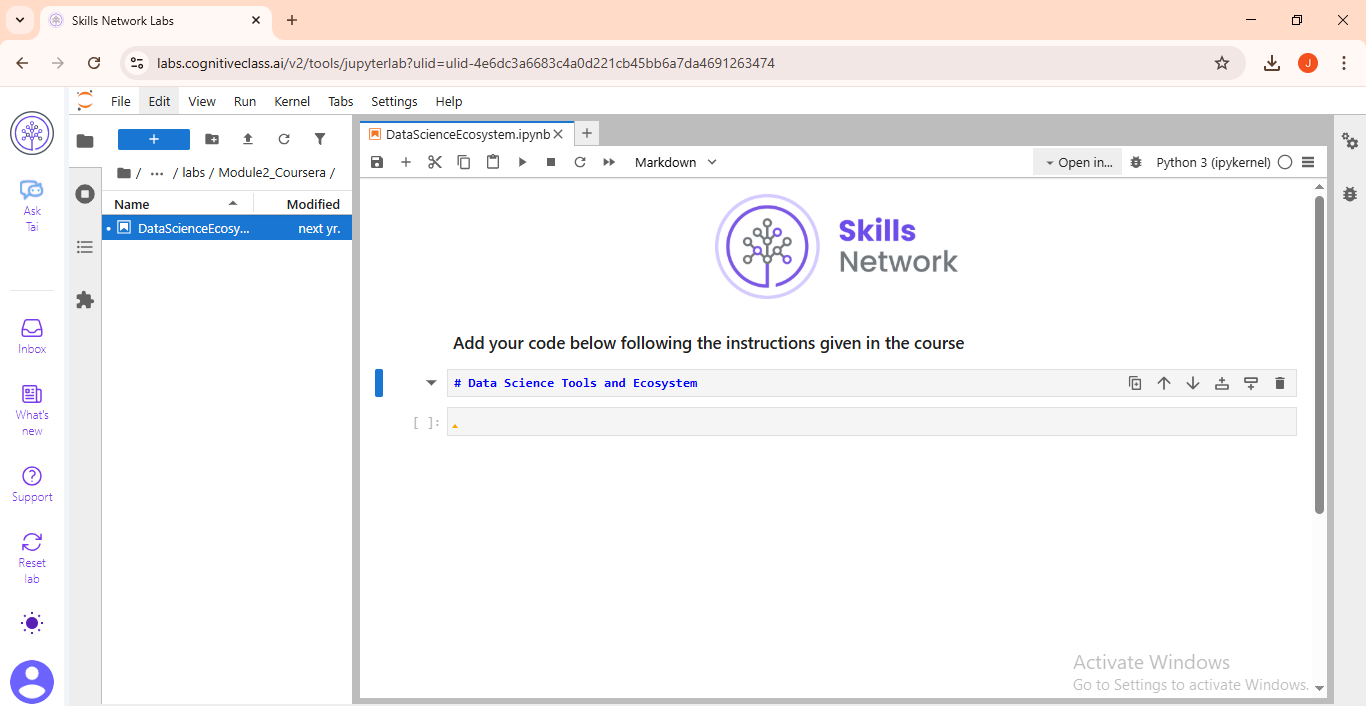 Skills Network Labs
labs.cognitiveclass.ai/v2/tools/jupyterlab?ulid=ulid-4e6dc3a6683c4a0d221cb45bb6a7da4691263474
J
File Edit View Run Kernel Tabs Settings Help
DataScienceEcosystem.ipynb
Markdown
Open in...
Python 3 (ipykernel)
/ ... / labs / Module2_Coursera /
Name Modified
DataScienceEcosy... next yr.
Ask
Tai
Inbox
What's
new
Support
Reset
lab
Skills
Network
Add your code below following the instructions given in the course
# Data Science Tools and Ecosystem
[ ]:
Activate Windows
Go to Settings to activate Windows.